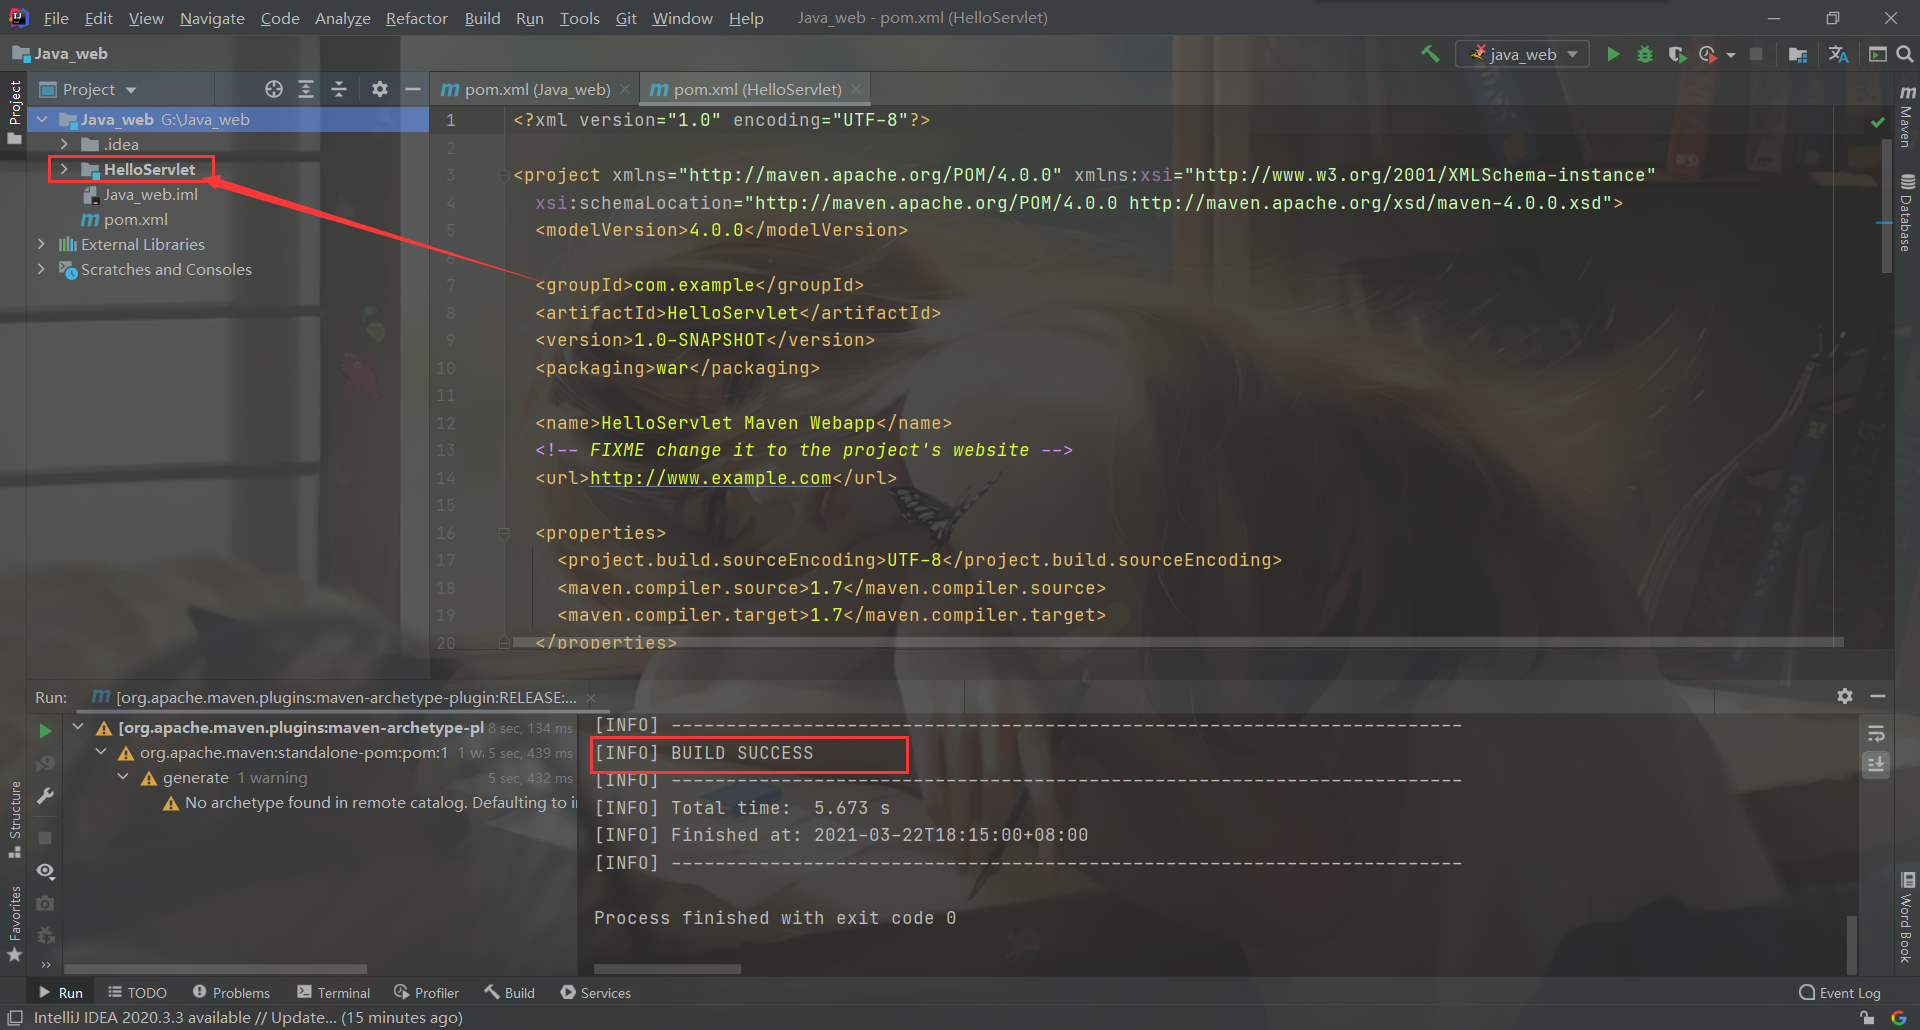 File Edit View Navigate Code Analyze Refactor Build Run Tools Git Window Help Java_web - pom.xml (HelloServlet)
Java_web
java_web
Project
Project
pom.xml (Java_web)
pom.xml (HelloServlet)
Java_web G:\Java_web
.idea
HelloServlet
Java_web.iml
pom.xml
External Libraries
Scratches and Consoles
1 <?xml version="1.0" encoding="UTF-8"?>
2
3 <project xmlns="http://maven.apache.org/POM/4.0.0" xmlns:xsi="http://www.w3.org/2001/XMLSchema-instance"
4 xsi:schemaLocation="http://maven.apache.org/POM/4.0.0 http://maven.apache.org/xsd/maven-4.0.0.xsd">
5 <modelVersion>4.0.0</modelVersion>
6
7 <groupId>com.example</groupId>
8 <artifactId>HelloServlet</artifactId>
9 <version>1.0-SNAPSHOT</version>
10 <packaging>war</packaging>
11
12 <name>HelloServlet Maven Webapp</name>
13 <!-- FIXME change it to the project's website -->
14 <url>http://www.example.com</url>
15
16 <properties>
17 <project.build.sourceEncoding>UTF-8</project.build.sourceEncoding>
18 <maven.compiler.source>1.7</maven.compiler.source>
19 <maven.compiler.target>1.7</maven.compiler.target>
20 </properties>
Maven
Database
Word Book
Structure
Favorites
Run: [org.apache.maven.plugins:maven-archetype-plugin:RELEASE:...
[org.apache.maven.plugins:maven-archetype-pl 8 sec, 134 ms
org.apache.maven:standalone-pom:pom:1 1 w 5 sec, 439 ms
generate 1 warning 5 sec, 432 ms
No archetype found in remote catalog. Defaulting to i
[INFO] ------------------------------------------------------------------------
[INFO] BUILD SUCCESS
[INFO] ------------------------------------------------------------------------
[INFO] Total time:  5.673 s
[INFO] Finished at: 2021-03-22T18:15:00+08:00
[INFO] ------------------------------------------------------------------------
Process finished with exit code 0
Run TODO Problems Terminal Profiler Build Services Event Log
IntelliJ IDEA 2020.3.3 available // Update... (15 minutes ago)